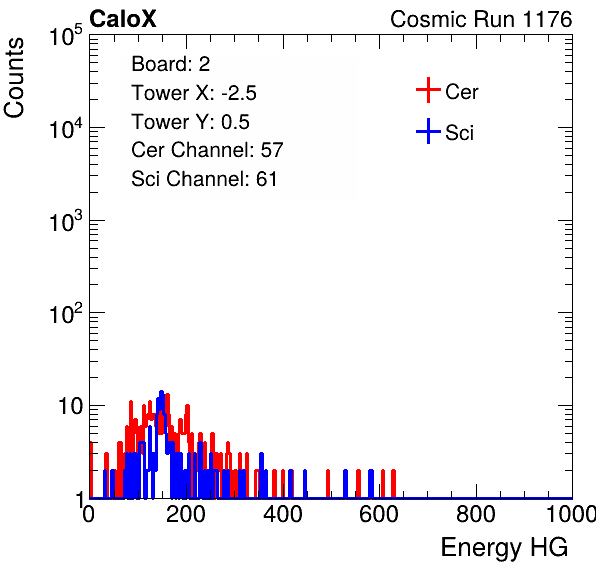 CaloX Cosmic Run 1176
Counts
10^5
10^4
10^3
10^2
10
1
Board: 2
Tower X: -2.5
Tower Y: 0.5
Cer Channel: 57
Sci Channel: 61
Cer
Sci
0 200 400 600 800 1000
Energy HG